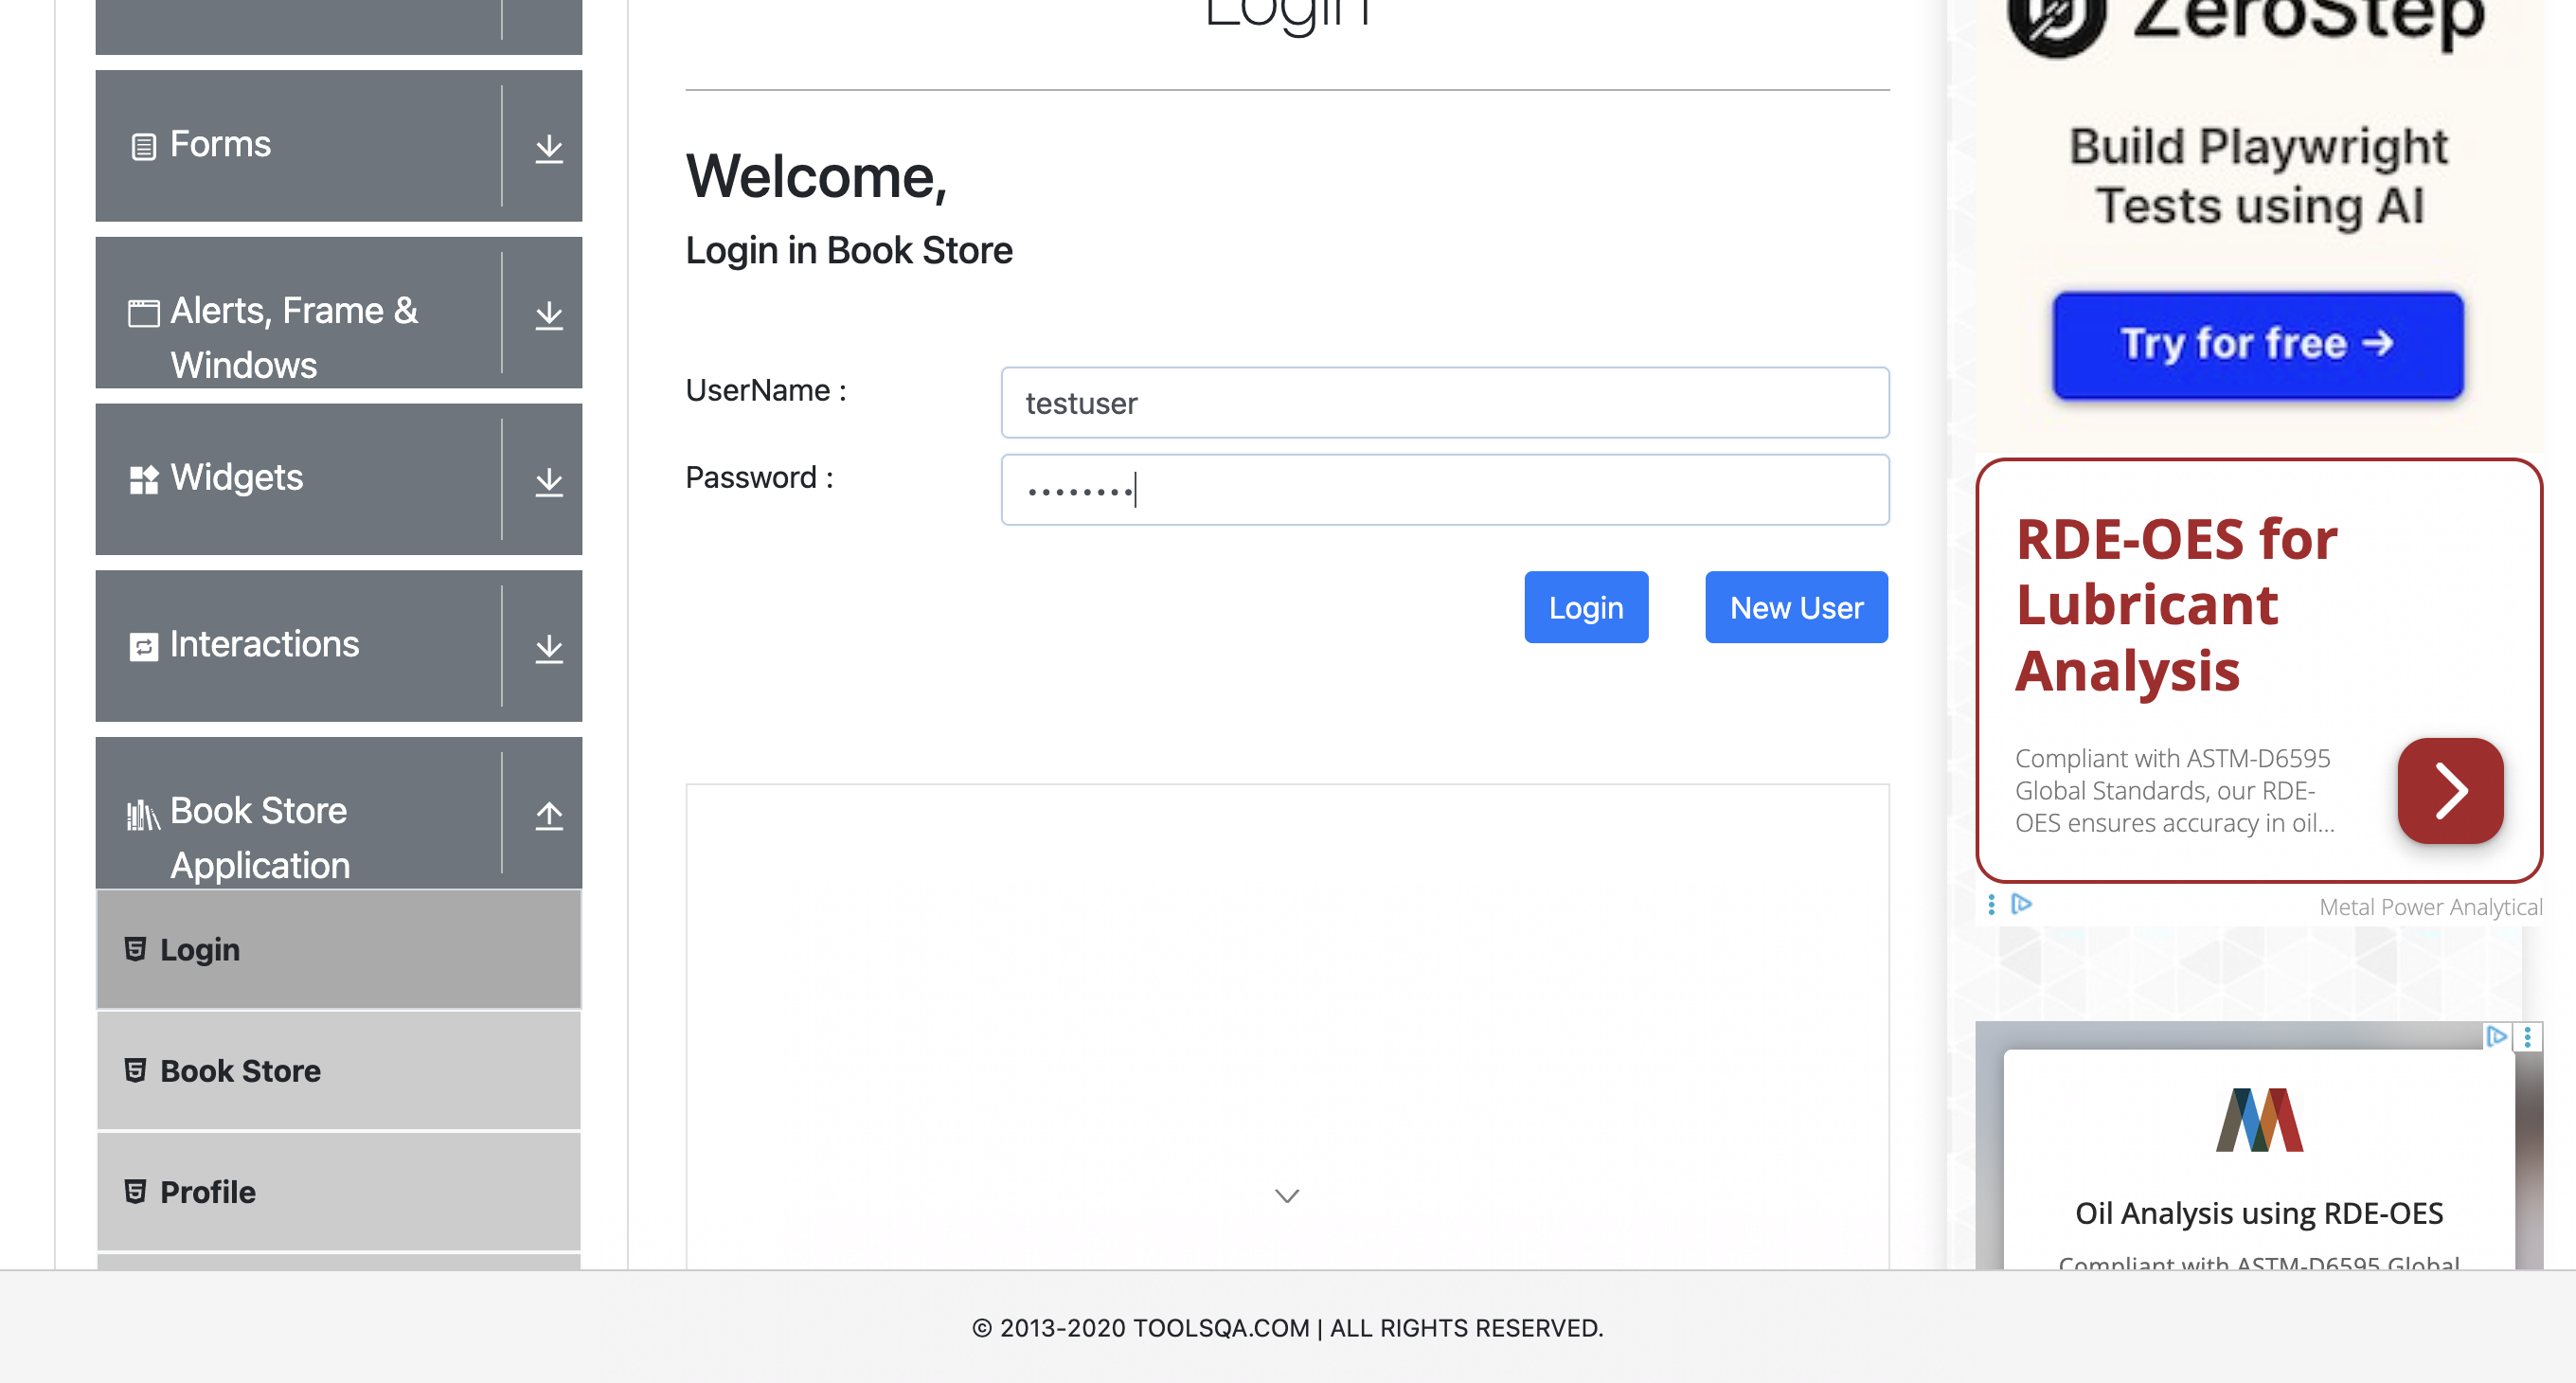 Login
ZeroStep
Forms
Alerts, Frame &
Windows
Widgets
Interactions
Book Store
Application
Login
Book Store
Profile
Welcome,
Login in Book Store
UserName :
testuser
Password :
Login
New User
Build Playwright
Tests using AI
Try for free →
RDE-OES for
Lubricant
Analysis
Compliant with ASTM-D6595
Global Standards, our RDE-
OES ensures accuracy in oil...
Metal Power Analytical
Oil Analysis using RDE-OES
Compliant with ASTM-D6595 Global
© 2013-2020 TOOLSQA.COM | ALL RIGHTS RESERVED.